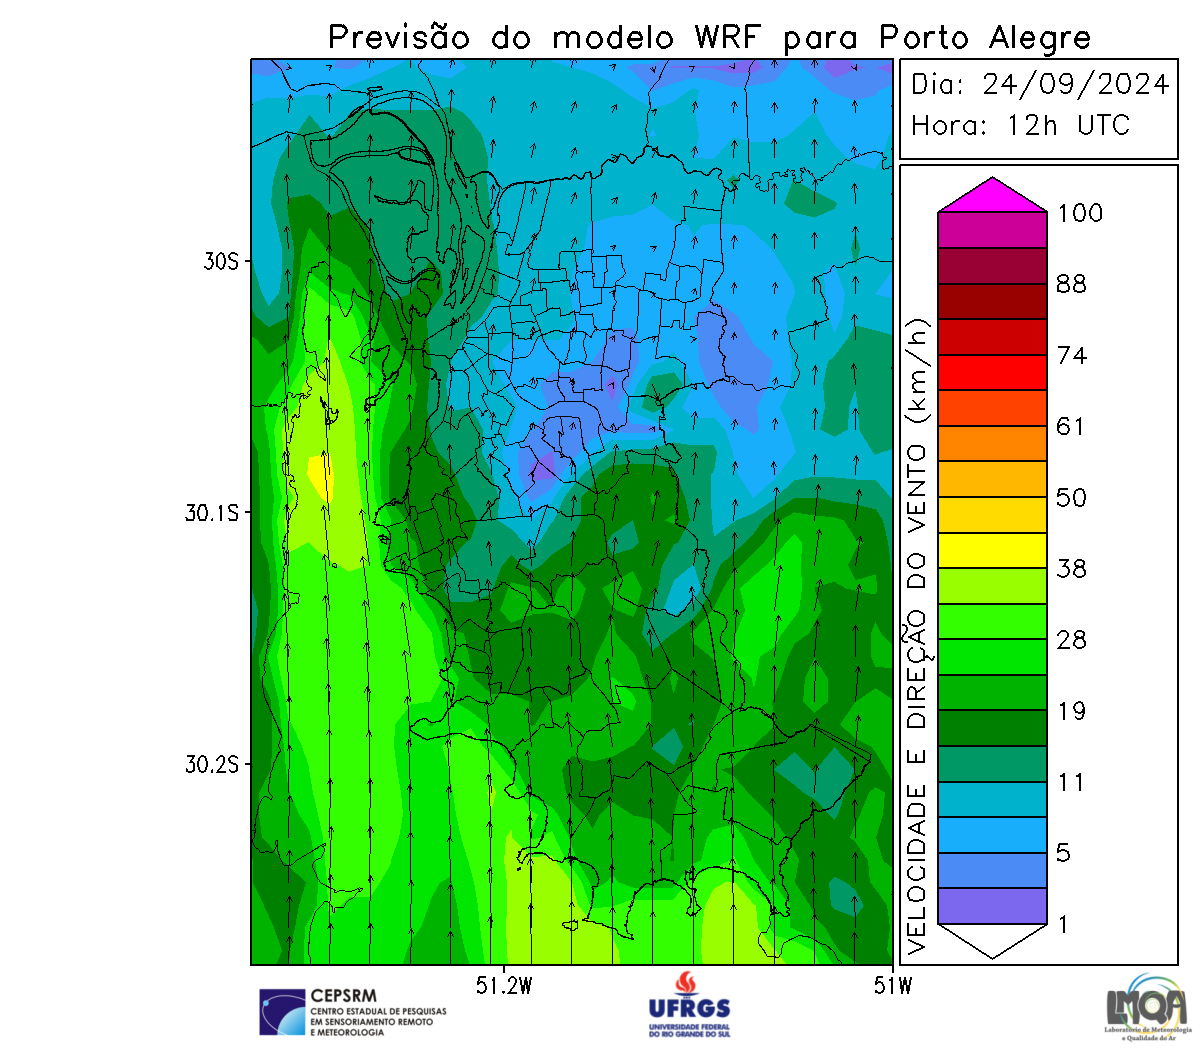 Previsão do modelo WRF para Porto Alegre
Dia: 24/09/2024
Hora: 12h UTC
30S
30.1S
30.2S
51.2W
51W
VELOCIDADE E DIREÇÃO DO VENTO (km/h)
100
88
74
61
50
38
28
19
11
5
1
CEPSRM
CENTRO ESTADUAL DE PESQUISAS
EM SENSORIAMENTO REMOTO
E METEOROLOGIA
UFRGS
UNIVERSIDADE FEDERAL
DO RIO GRANDE DO SUL
LMQA
Laboratório de Meteorologia
e Qualidade do Ar